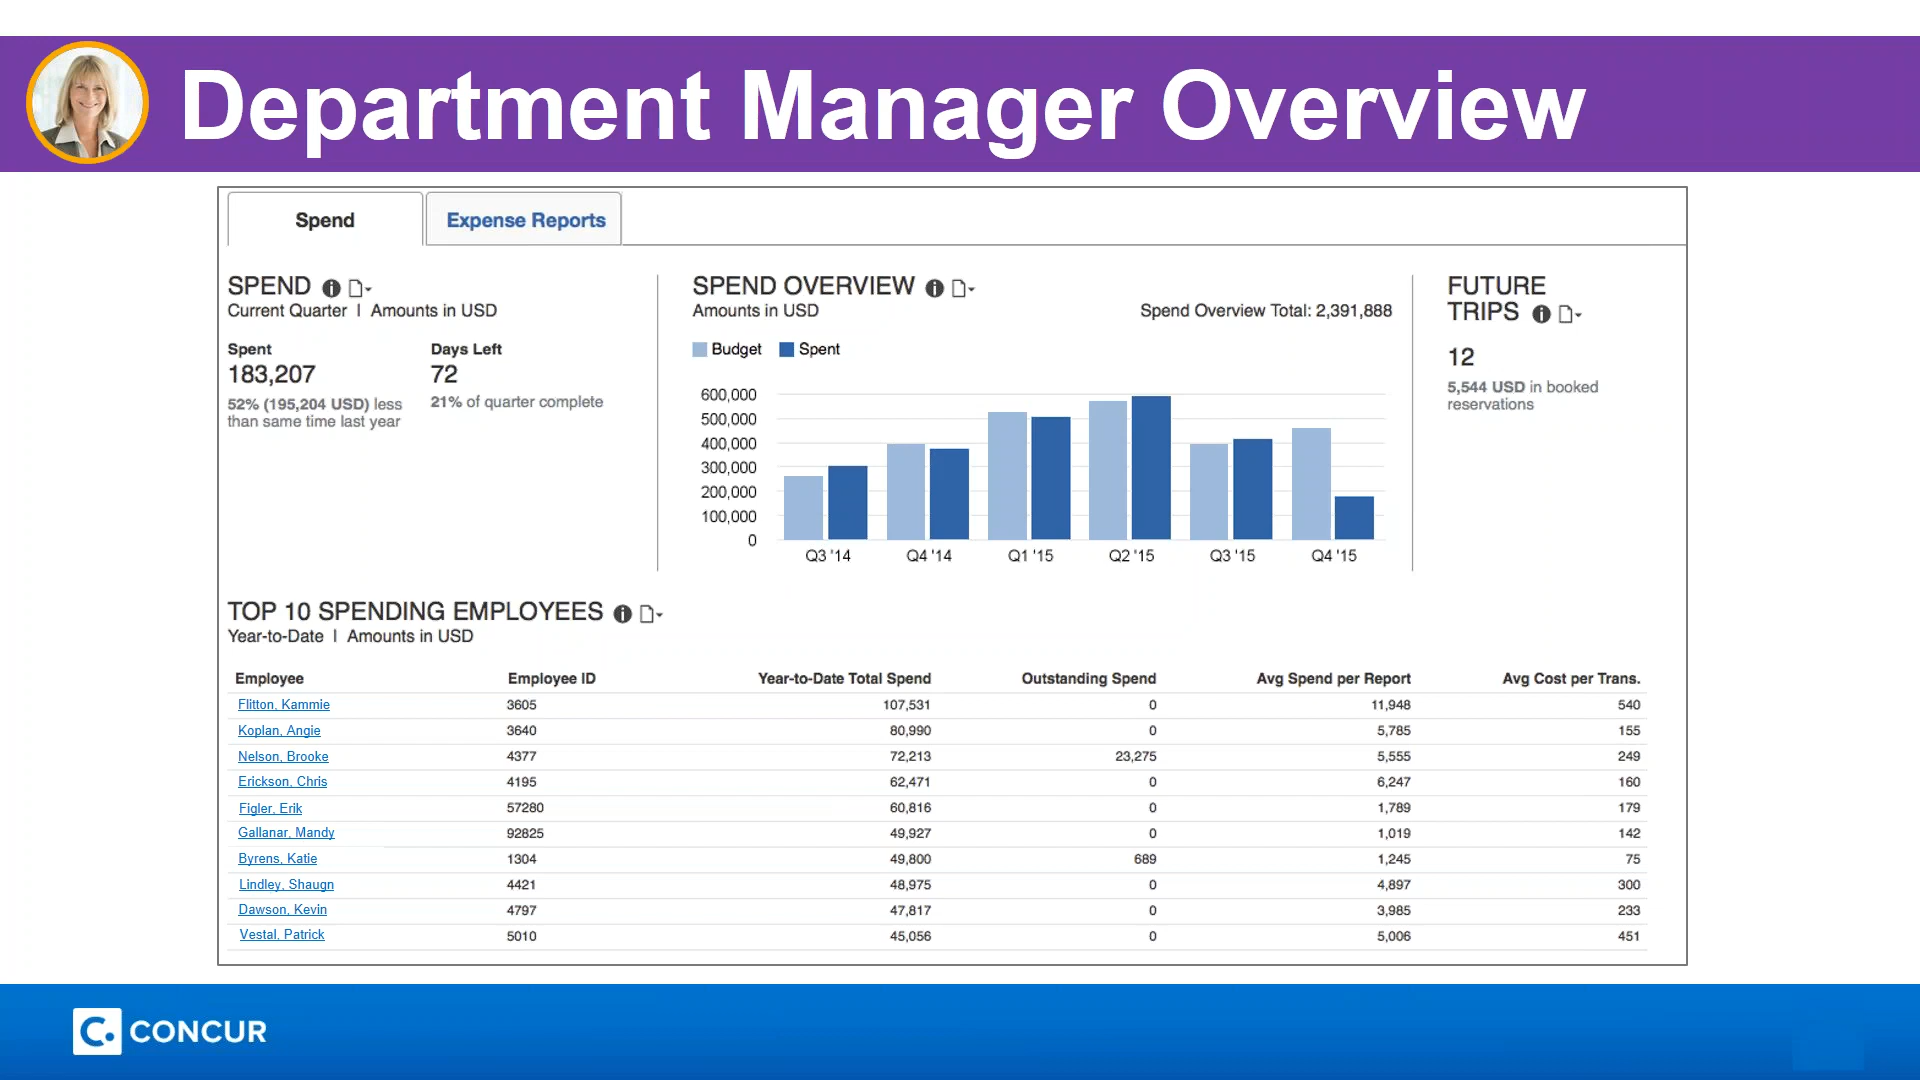 Department Manager Overview
Spend
Expense Reports
SPEND
Current Quarter | Amounts in USD
Spent
183,207
52% (195,204 USD) less
than same time last year
Days Left
72
21% of quarter complete
SPEND OVERVIEW
Amounts in USD
Spend Overview Total: 2,391,888
Budget Spent
600,000
500,000
400,000
300,000
200,000
100,000
0
Q3 '14 Q4 '14 Q1 '15 Q2 '15 Q3 '15 Q4 '15
FUTURE
TRIPS
12
5,544 USD in booked
reservations
TOP 10 SPENDING EMPLOYEES
Year-to-Date | Amounts in USD
Employee Employee ID Year-to-Date Total Spend Outstanding Spend Avg Spend per Report Avg Cost per Trans.
Flitton, Kammie 3605 107,531 0 11,948 540
Koplan, Angie 3640 80,990 0 5,785 155
Nelson, Brooke 4377 72,213 23,275 5,555 249
Erickson, Chris 4195 62,471 0 6,247 160
Figler, Erik 57280 60,816 0 1,789 179
Gallanar, Mandy 92825 49,927 0 1,019 142
Byrens, Katie 1304 49,800 689 1,245 75
Lindley, Shaugn 4421 48,975 0 4,897 300
Dawson, Kevin 4797 47,817 0 3,985 233
Vestal, Patrick 5010 45,056 0 5,006 451
C. CONCUR